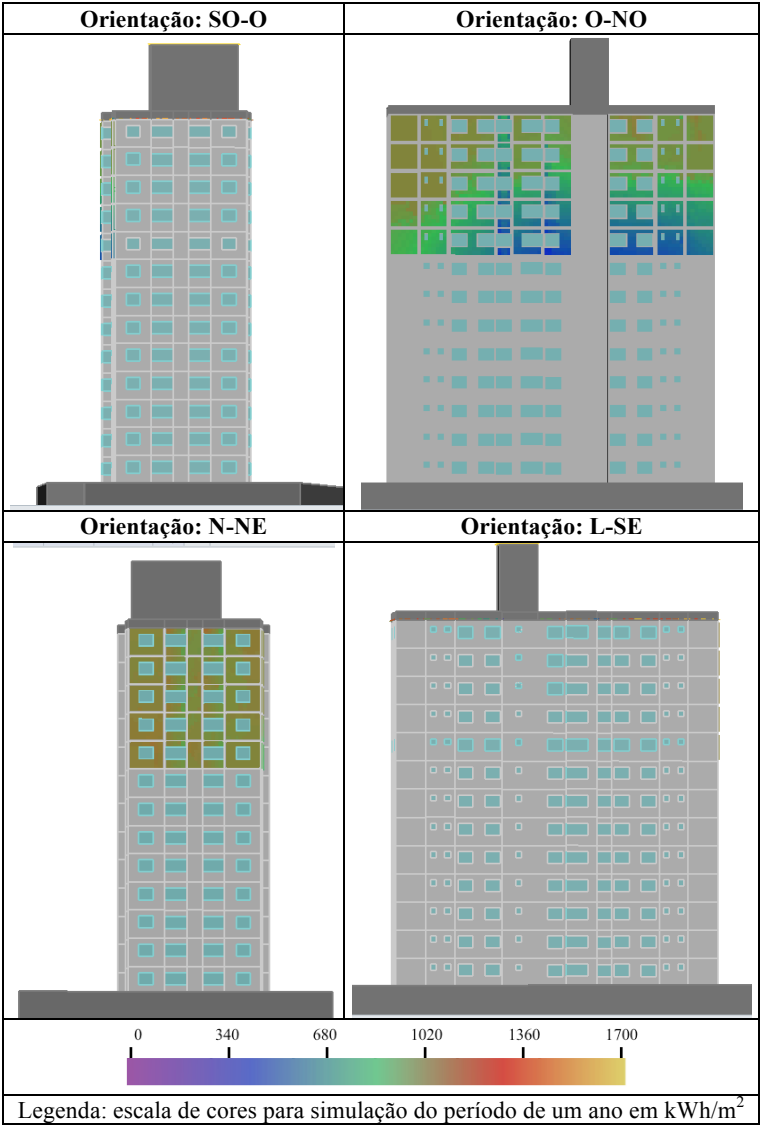 Orientação: SO-O
Orientação: O-NO
Orientação: N-NE
Orientação: L-SE
0 340 680 1020 1360 1700
Legenda: escala de cores para simulação do período de um ano em kWh/m²